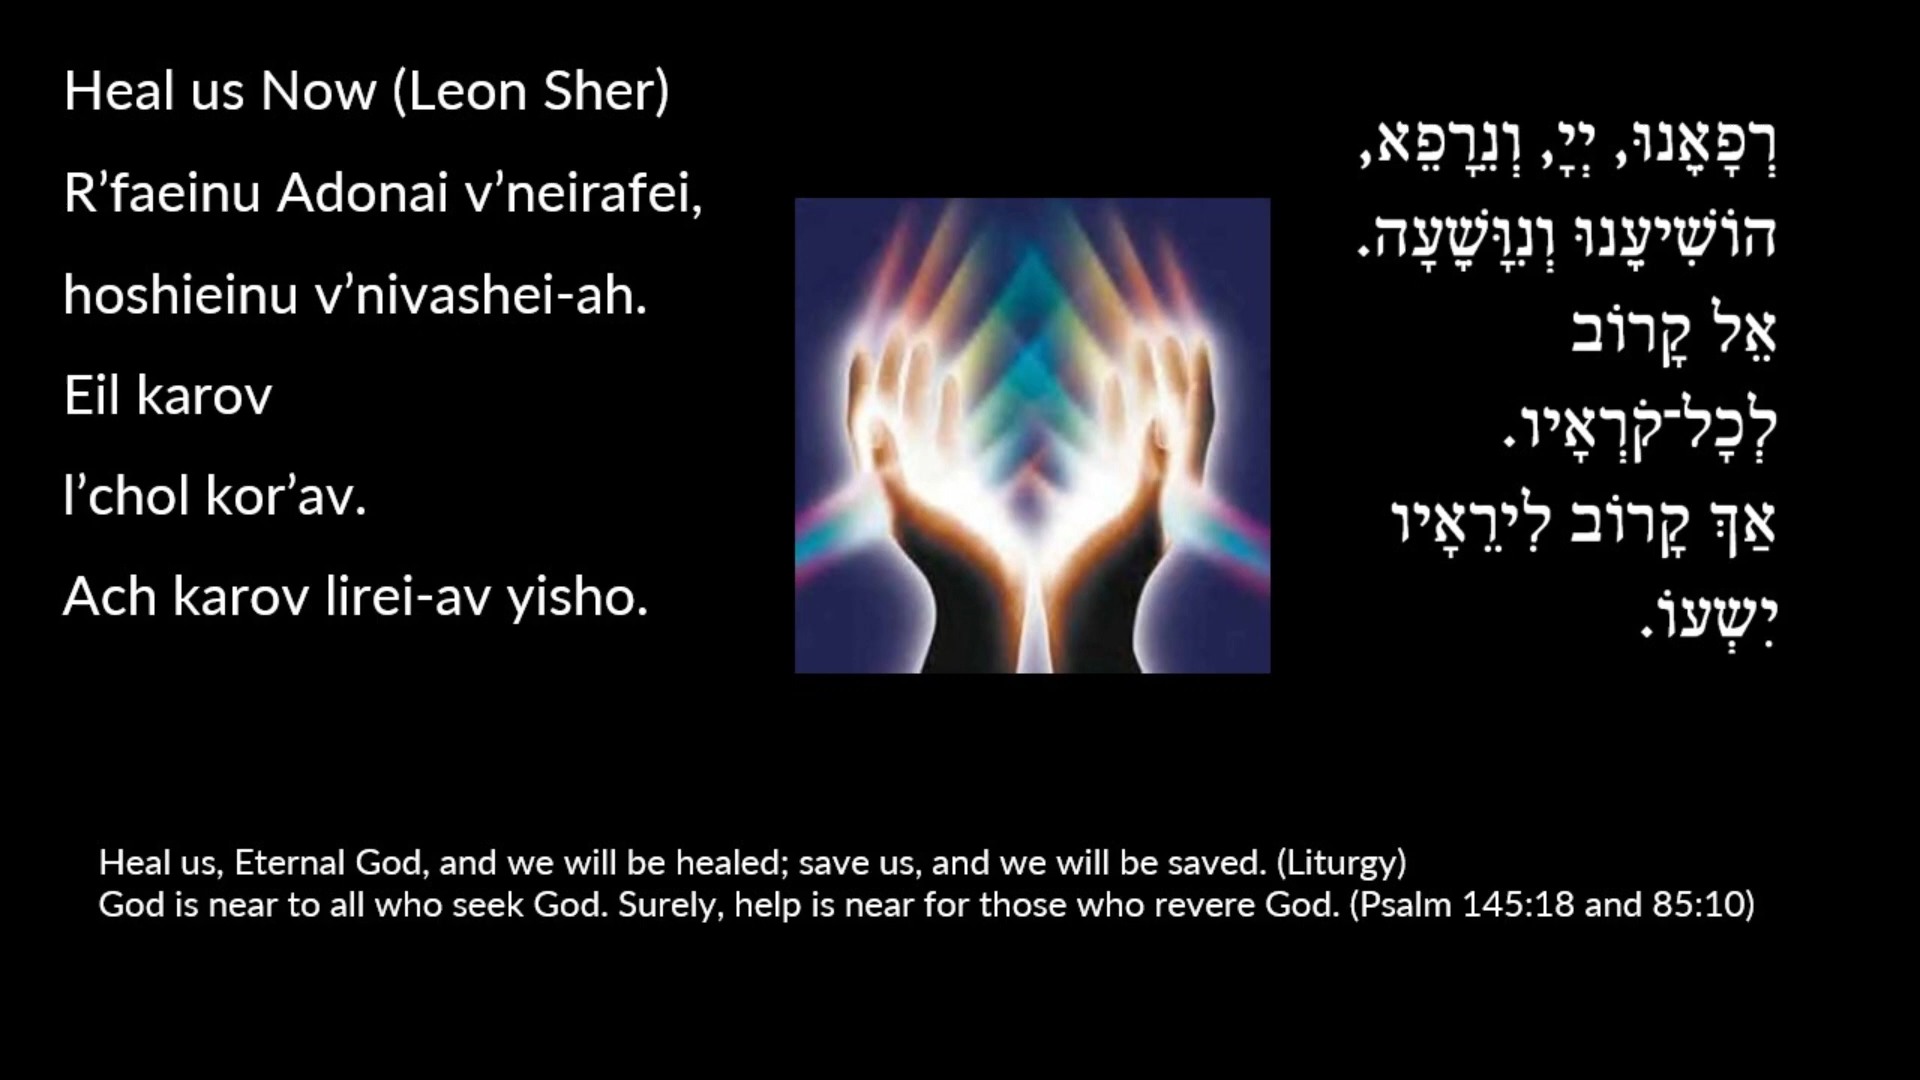 Heal us Now (Leon Sher)
R’faeinu Adonai v’neirafei,
hoshieinu v’nivashei-ah.
Eil karov
l’chol kor’av.
Ach karov lirei-av yisho.
רְפָאֵֽנוּ, יְיָ, וְנֵרָפֵא,
הוֹשִׁיעֵֽנוּ וְנִוָּשֵֽׁעָה.
אֵל קָרוֹב
לְכָל־קֹרְאָיו.
אַךְ קָרוֹב לִירֵאָיו
יִשְׁעוֹ.
Heal us, Eternal God, and we will be healed; save us, and we will be saved. (Liturgy)
God is near to all who seek God. Surely, help is near for those who revere God. (Psalm 145:18 and 85:10)